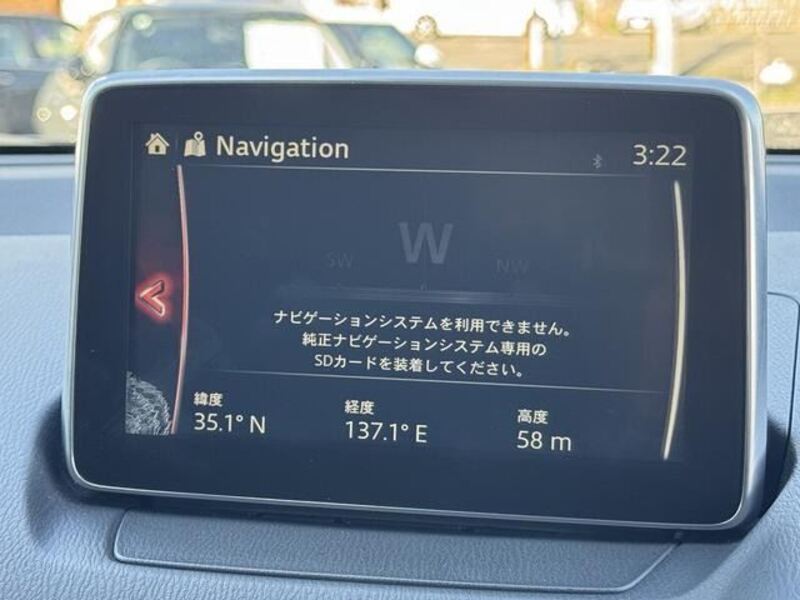 Navigation
3:22
W
SW
NW
ナビゲーションシステムを利用できません。
純正ナビゲーションシステム専用の
SDカードを装着してください。
緯度
経度
高度
35.1° N
137.1° E
58 m